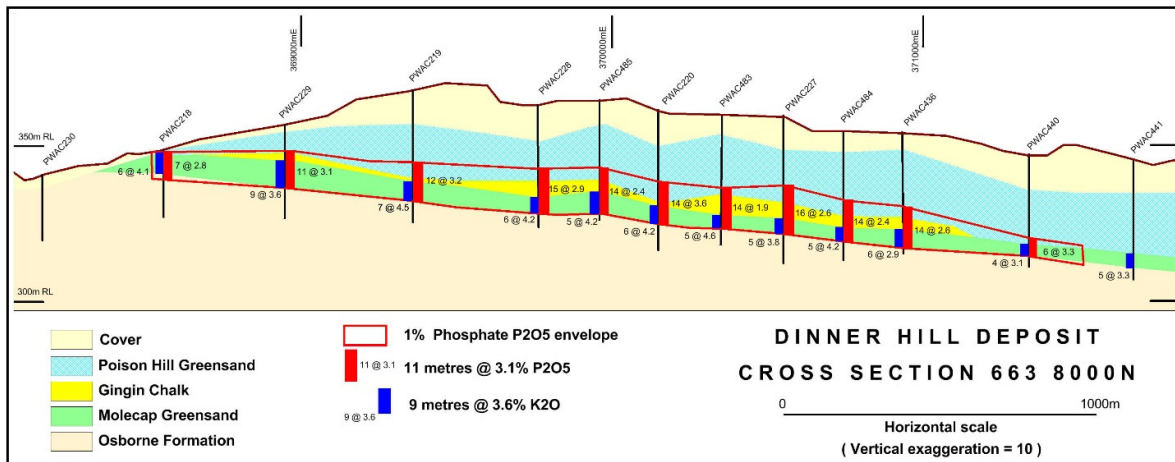 369000mE
370000mE
371000mE
PWAC230
PWAC218
PWAC229
PWAC219
PWAC228
PWAC485
PWAC220
PWAC483
PWAC227
PWAC484
PWAC436
PWAC440
PWAC441
350m RL
300m RL
6 @ 4.1
7 @ 2.8
9 @ 3.6
11 @ 3.1
7 @ 4.5
12 @ 3.2
6 @ 4.2
15 @ 2.9
5 @ 4.2
14 @ 2.4
6 @ 4.2
14 @ 3.6
5 @ 4.6
14 @ 1.9
5 @ 3.8
16 @ 2.6
5 @ 4.2
14 @ 2.4
6 @ 2.9
14 @ 2.6
4 @ 3.1
6 @ 3.3
5 @ 3.3
Cover
Poison Hill Greensand
Gingin Chalk
Molecap Greensand
Osborne Formation
1% Phosphate P2O5 envelope
11 @ 3.1
11 metres @ 3.1% P2O5
9 @ 3.6
9 metres @ 3.6% K2O
DINNER HILL DEPOSIT
CROSS SECTION 663 8000N
0 1000m
Horizontal scale
( Vertical exaggeration = 10 )